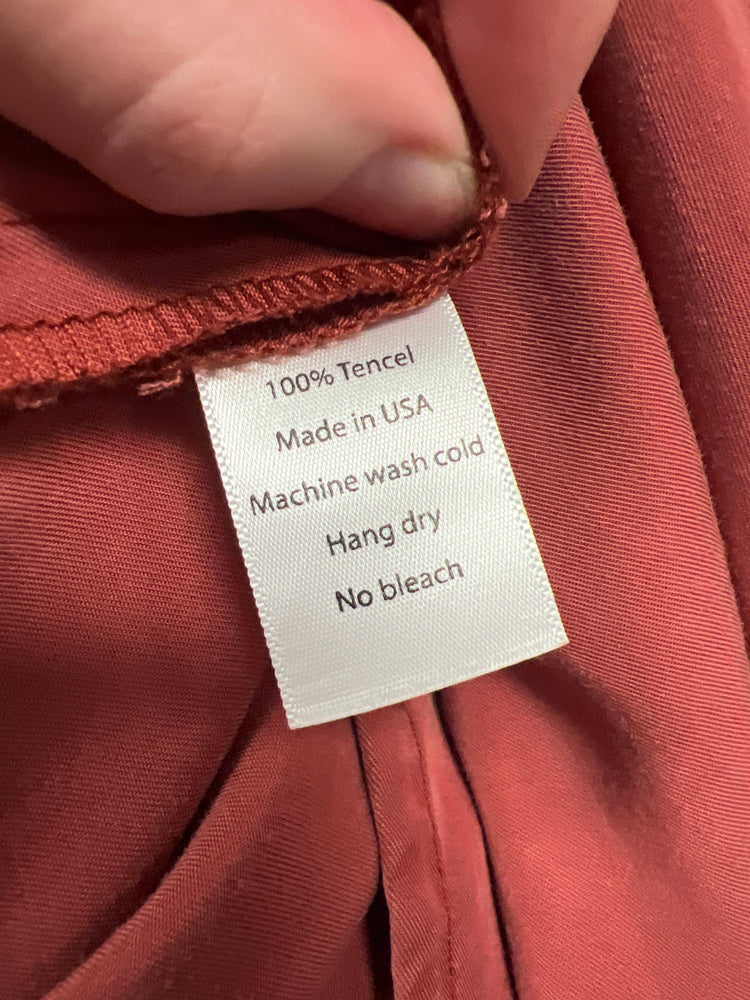 100% Tencel
Made in USA
Machine wash cold
Hang dry
No bleach